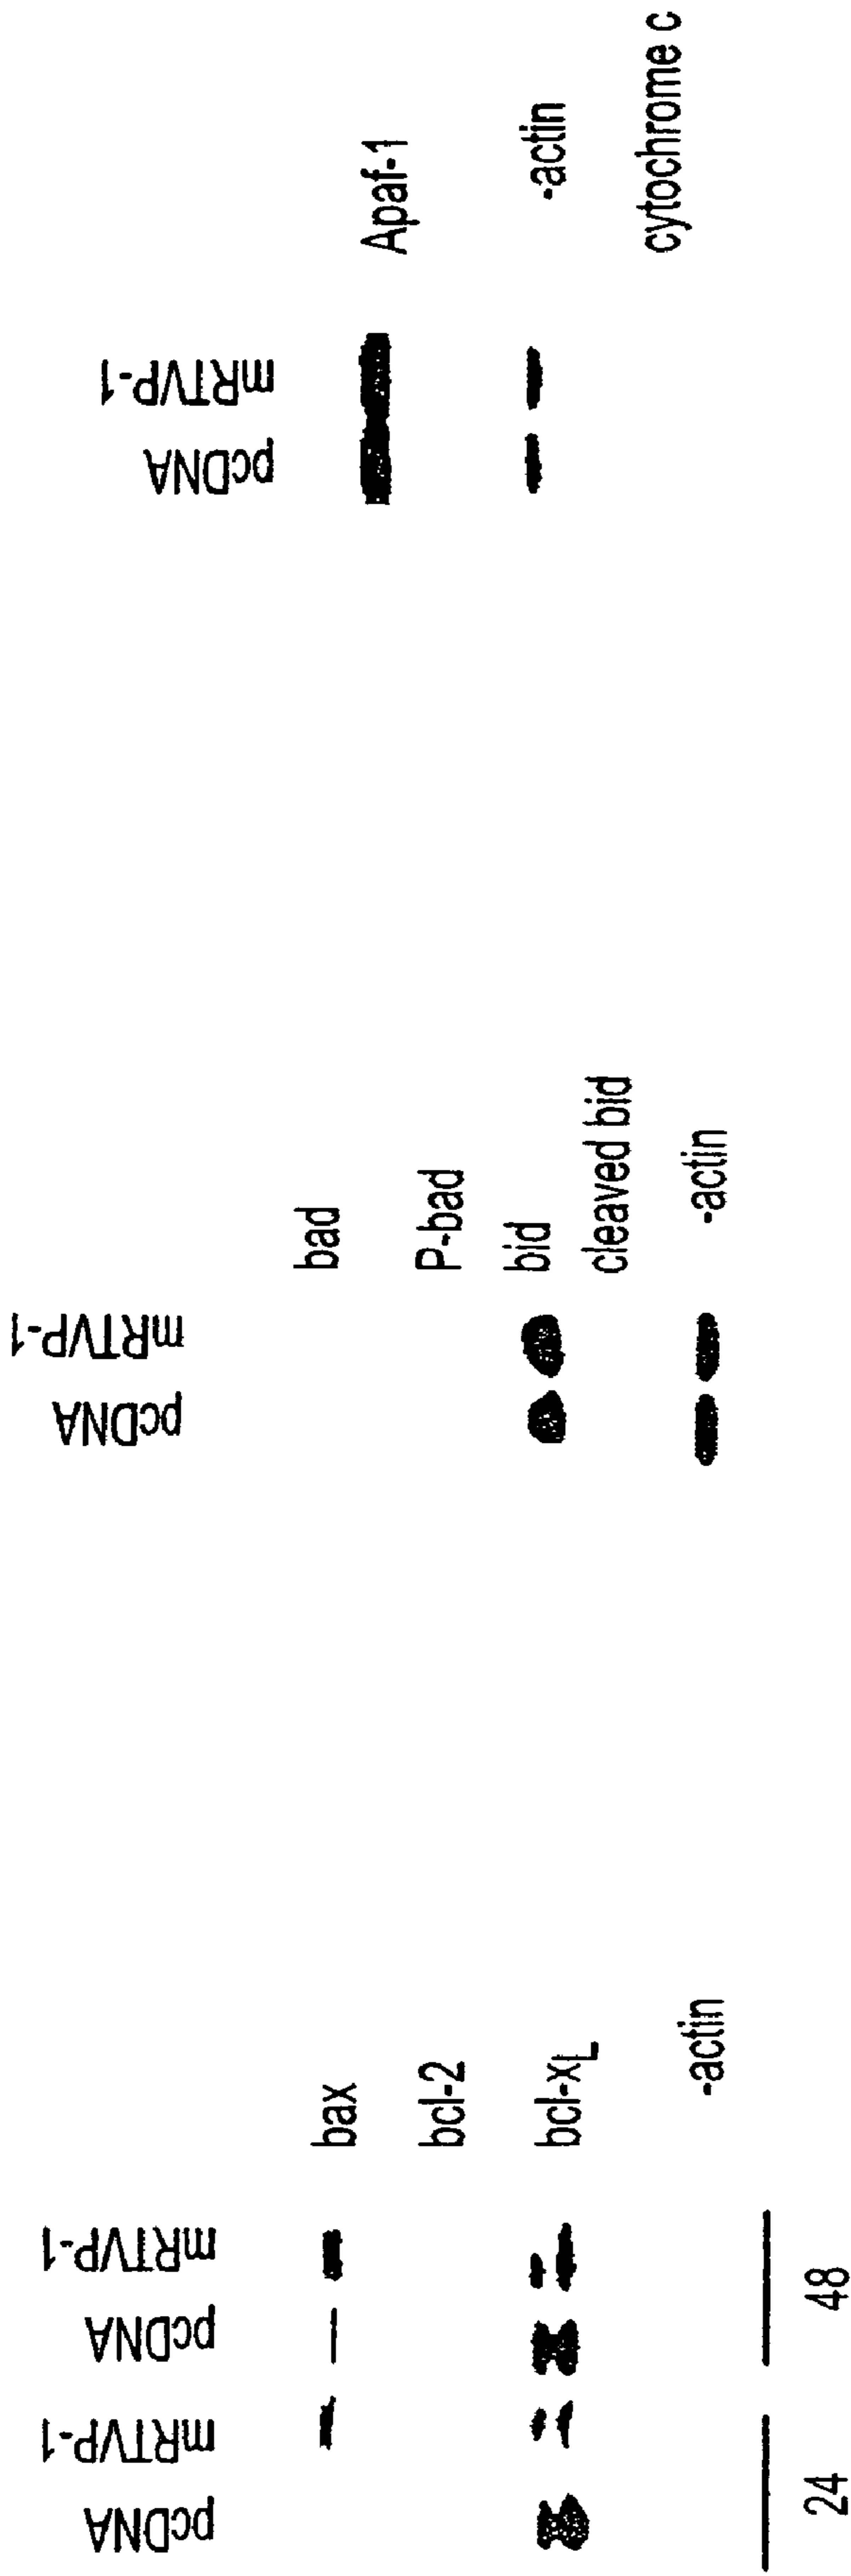 pcDNA
mRTVP-1
pcDNA
mRTVP-1
bax
bcl-2
bcl-xL
-actin
24
48
pcDNA
mRTVP-1
bad
P-bad
bid
cleaved bid
-actin
pcDNA
mRTVP-1
Apaf-1
-actin
cytochrome c